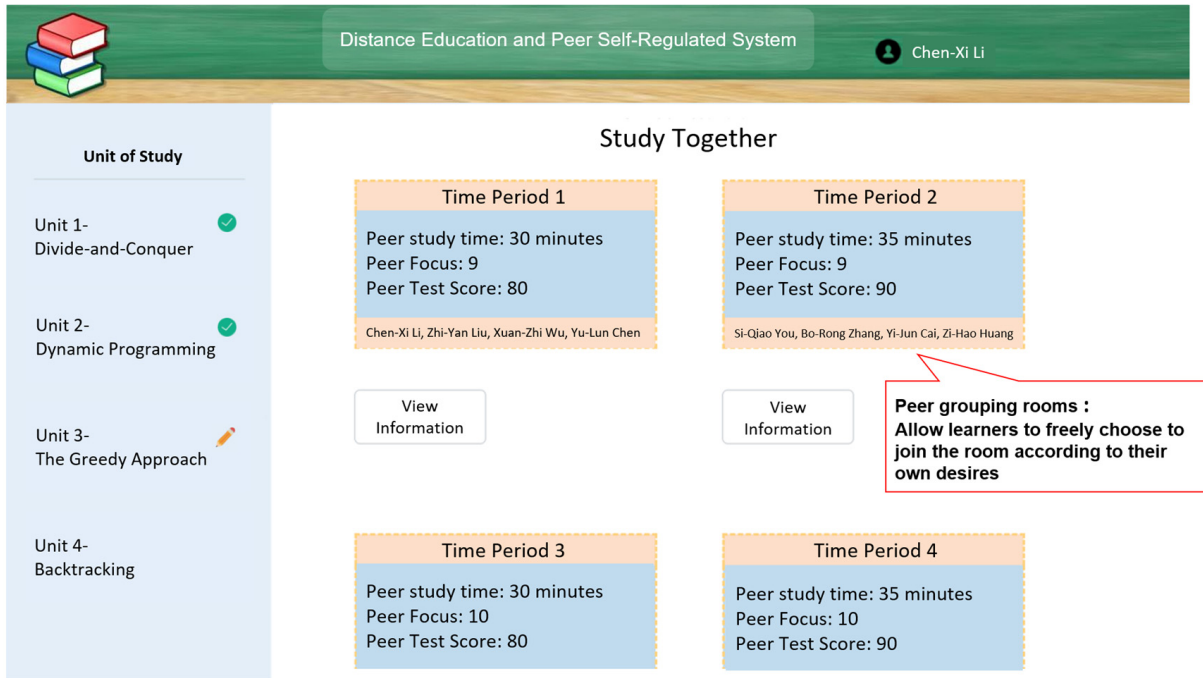 Distance Education and Peer Self-Regulated System
Chen-Xi Li
Unit of Study
Unit 1-
Divide-and-Conquer
Unit 2-
Dynamic Programming
Unit 3-
The Greedy Approach
Unit 4-
Backtracking
Study Together
Time Period 1
Peer study time: 30 minutes
Peer Focus: 9
Peer Test Score: 80
Chen-Xi Li, Zhi-Yan Liu, Xuan-Zhi Wu, Yu-Lun Chen
View
Information
Time Period 2
Peer study time: 35 minutes
Peer Focus: 9
Peer Test Score: 90
Si-Qiao You, Bo-Rong Zhang, Yi-Jun Cai, Zi-Hao Huang
View
Information
Peer grouping rooms：
Allow learners to freely choose to
join the room according to their
own desires
Time Period 3
Peer study time: 30 minutes
Peer Focus: 10
Peer Test Score: 80
Time Period 4
Peer study time: 35 minutes
Peer Focus: 10
Peer Test Score: 90